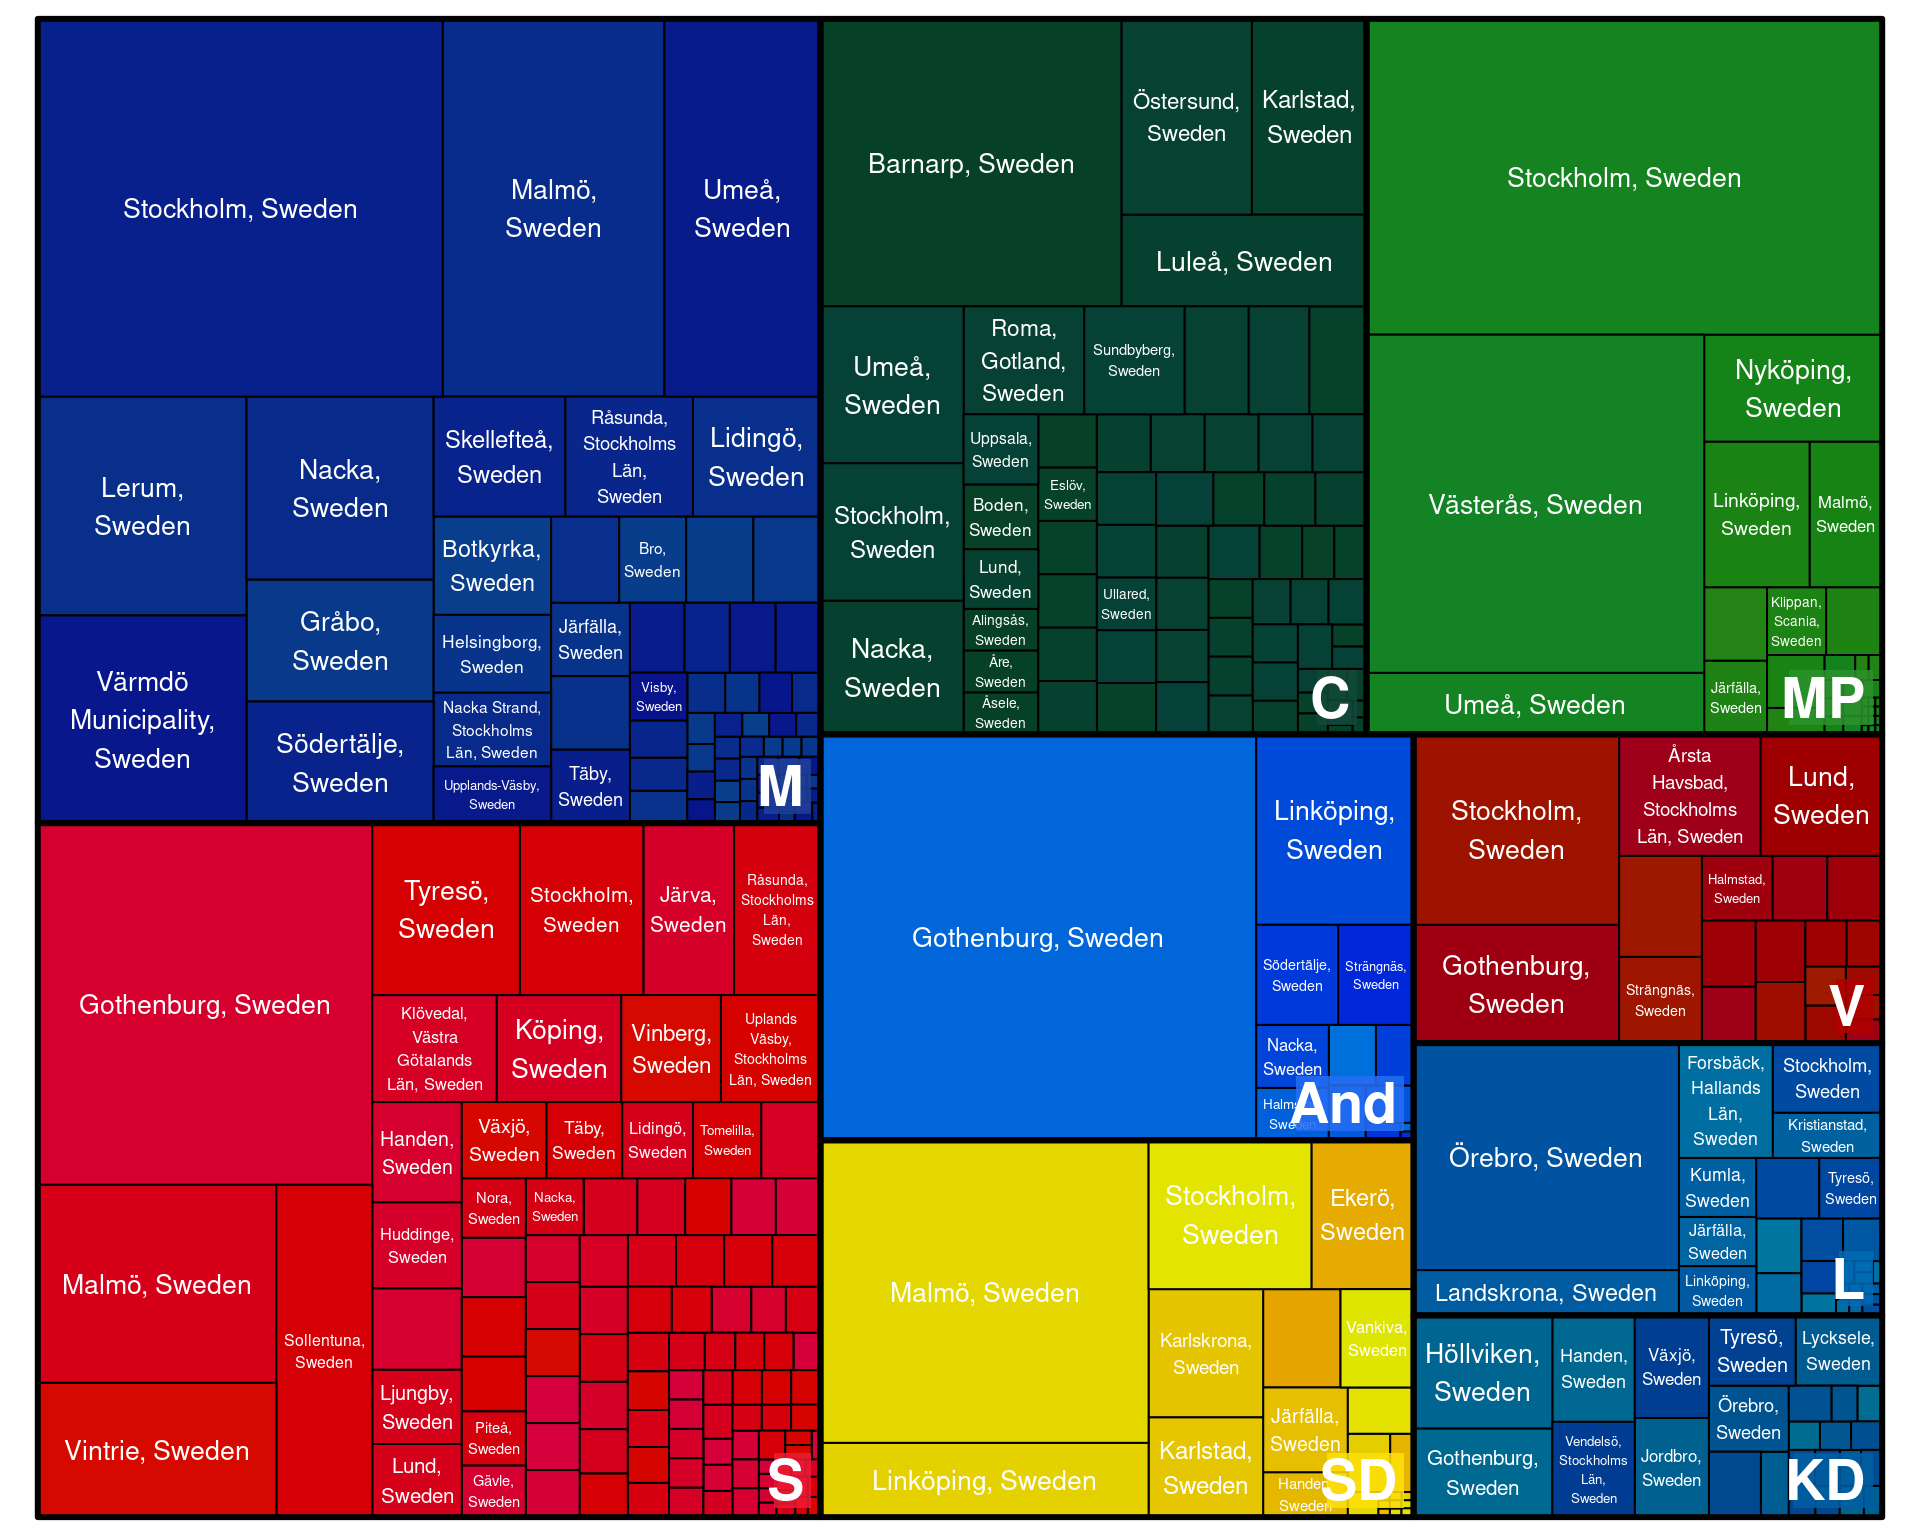 Stockholm, Sweden
Malmö,
Sweden
Umeå,
Sweden
Lerum,
Sweden
Nacka,
Sweden
Skellefteå,
Sweden
Råsunda,
Stockholms
Län,
Sweden
Lidingö,
Sweden
Botkyrka,
Sweden
Bro,
Sweden
Gråbo,
Sweden
Helsingborg,
Sweden
Järfälla,
Sweden
Värmdö
Municipality,
Sweden
Södertälje,
Sweden
Nacka Strand,
Stockholms
Län, Sweden
Visby,
Sweden
Upplands-Väsby,
Sweden
Täby,
Sweden
M
Barnarp, Sweden
Östersund,
Sweden
Karlstad,
Sweden
Luleå, Sweden
Umeå,
Sweden
Roma,
Gotland,
Sweden
Sundbyberg,
Sweden
Uppsala,
Sweden
Eslöv,
Sweden
Stockholm,
Sweden
Boden,
Sweden
Lund,
Sweden
Ullared,
Sweden
Alingsås,
Sweden
Nacka,
Sweden
Åre,
Sweden
Åsele,
Sweden
C
Stockholm, Sweden
Västerås, Sweden
Nyköping,
Sweden
Linköping,
Sweden
Malmö,
Sweden
Klippan,
Scania,
Sweden
Umeå, Sweden
Järfälla,
Sweden
MP
Gothenburg, Sweden
Tyresö,
Sweden
Stockholm,
Sweden
Järva,
Sweden
Råsunda,
Stockholms
Län,
Sweden
Klövedal,
Västra
Götalands
Län, Sweden
Köping,
Sweden
Vinberg,
Sweden
Uplands
Väsby,
Stockholms
Län, Sweden
Handen,
Sweden
Växjö,
Sweden
Täby,
Sweden
Lidingö,
Sweden
Tomelilla,
Sweden
Nora,
Sweden
Nacka,
Sweden
Malmö, Sweden
Sollentuna,
Sweden
Huddinge,
Sweden
Vintrie, Sweden
Ljungby,
Sweden
Piteå,
Sweden
Lund,
Sweden
Gävle,
Sweden
S
Gothenburg, Sweden
Linköping,
Sweden
Södertälje,
Sweden
Strängnäs,
Sweden
Nacka,
Sweden
And
Malmö, Sweden
Stockholm,
Sweden
Ekerö,
Sweden
Karlskrona,
Sweden
Vankiva,
Sweden
Järfälla,
Sweden
Linköping, Sweden
Karlstad,
Sweden
Handen,
Sweden
SD
Stockholm,
Sweden
Årsta
Havsbad,
Stockholms
Län, Sweden
Lund,
Sweden
Halmstad,
Sweden
Gothenburg,
Sweden
Strängnäs,
Sweden
V
Örebro, Sweden
Forsbäck,
Hallands
Län,
Sweden
Stockholm,
Sweden
Kristianstad,
Sweden
Kumla,
Sweden
Tyresö,
Sweden
Järfälla,
Sweden
Landskrona, Sweden
Linköping,
Sweden
L
Höllviken,
Sweden
Handen,
Sweden
Växjö,
Sweden
Tyresö,
Sweden
Lycksele,
Sweden
Örebro,
Sweden
Gothenburg,
Sweden
Vendelsö,
Stockholms
Län,
Sweden
Jordbro,
Sweden
KD